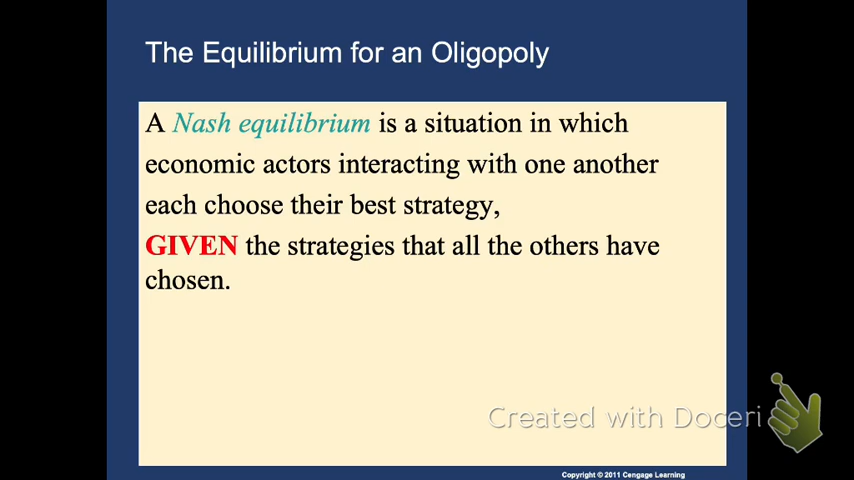 The Equilibrium for an Oligopoly
A Nash equilibrium is a situation in which
economic actors interacting with one another
each choose their best strategy,
GIVEN the strategies that all the others have
chosen.
Created with Doceri
Copyright © 2011 Cengage Learning